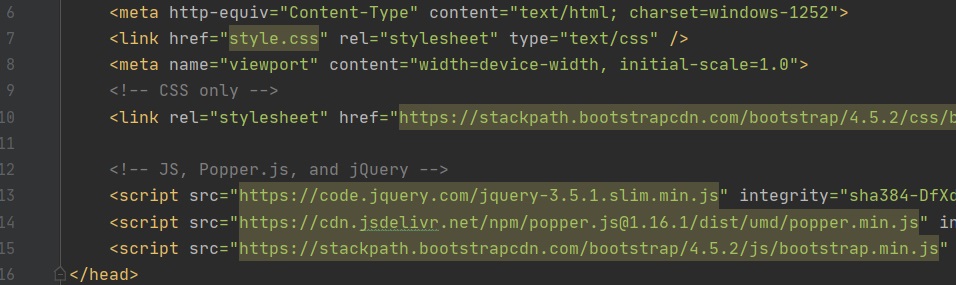 6 <meta http-equiv="Content-Type" content="text/html; charset=windows-1252">
7 <link href="style.css" rel="stylesheet" type="text/css" />
8 <meta name="viewport" content="width=device-width, initial-scale=1.0">
9 <!-- CSS only -->
10 <link rel="stylesheet" href="https://stackpath.bootstrapcdn.com/bootstrap/4.5.2/css/b
11
12 <!-- JS, Popper.js, and jQuery -->
13 <script src="https://code.jquery.com/jquery-3.5.1.slim.min.js" integrity="sha384-DfXd
14 <script src="https://cdn.jsdelivr.net/npm/popper.js@1.16.1/dist/umd/popper.min.js" in
15 <script src="https://stackpath.bootstrapcdn.com/bootstrap/4.5.2/js/bootstrap.min.js"
16 </head>